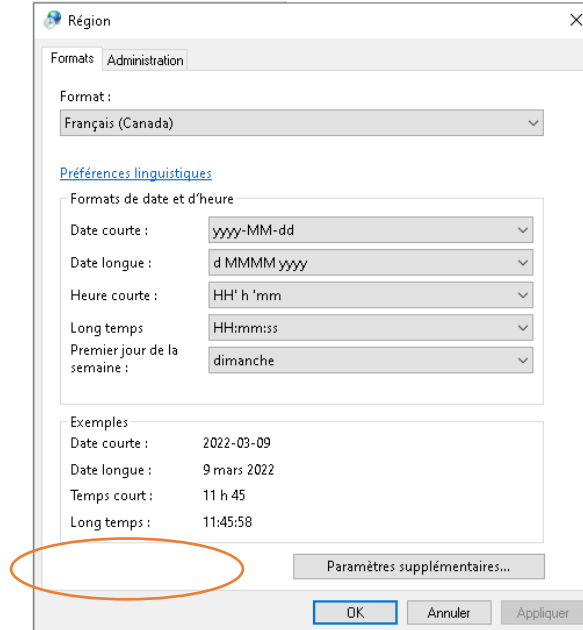 Région
Formats Administration
Format :
Français (Canada)
Préférences linguistiques
Formats de date et d'heure
Date courte : yyyy-MM-dd
Date longue : d MMMM yyyy
Heure courte : HH' h 'mm
Long temps HH:mm:ss
Premier jour de la
semaine : dimanche
Exemples
Date courte : 2022-03-09
Date longue : 9 mars 2022
Temps court : 11 h 45
Long temps : 11:45:58
Paramètres supplémentaires...
OK Annuler Appliquer